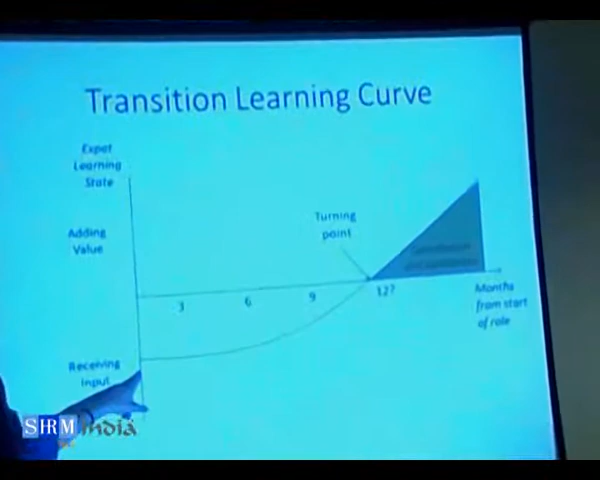 Transition Learning Curve
Expat
Learning
State
Adding
Value
Turning
point
3
6
9
12?
Months
from start
of role
Receiving
Input
SHRM India